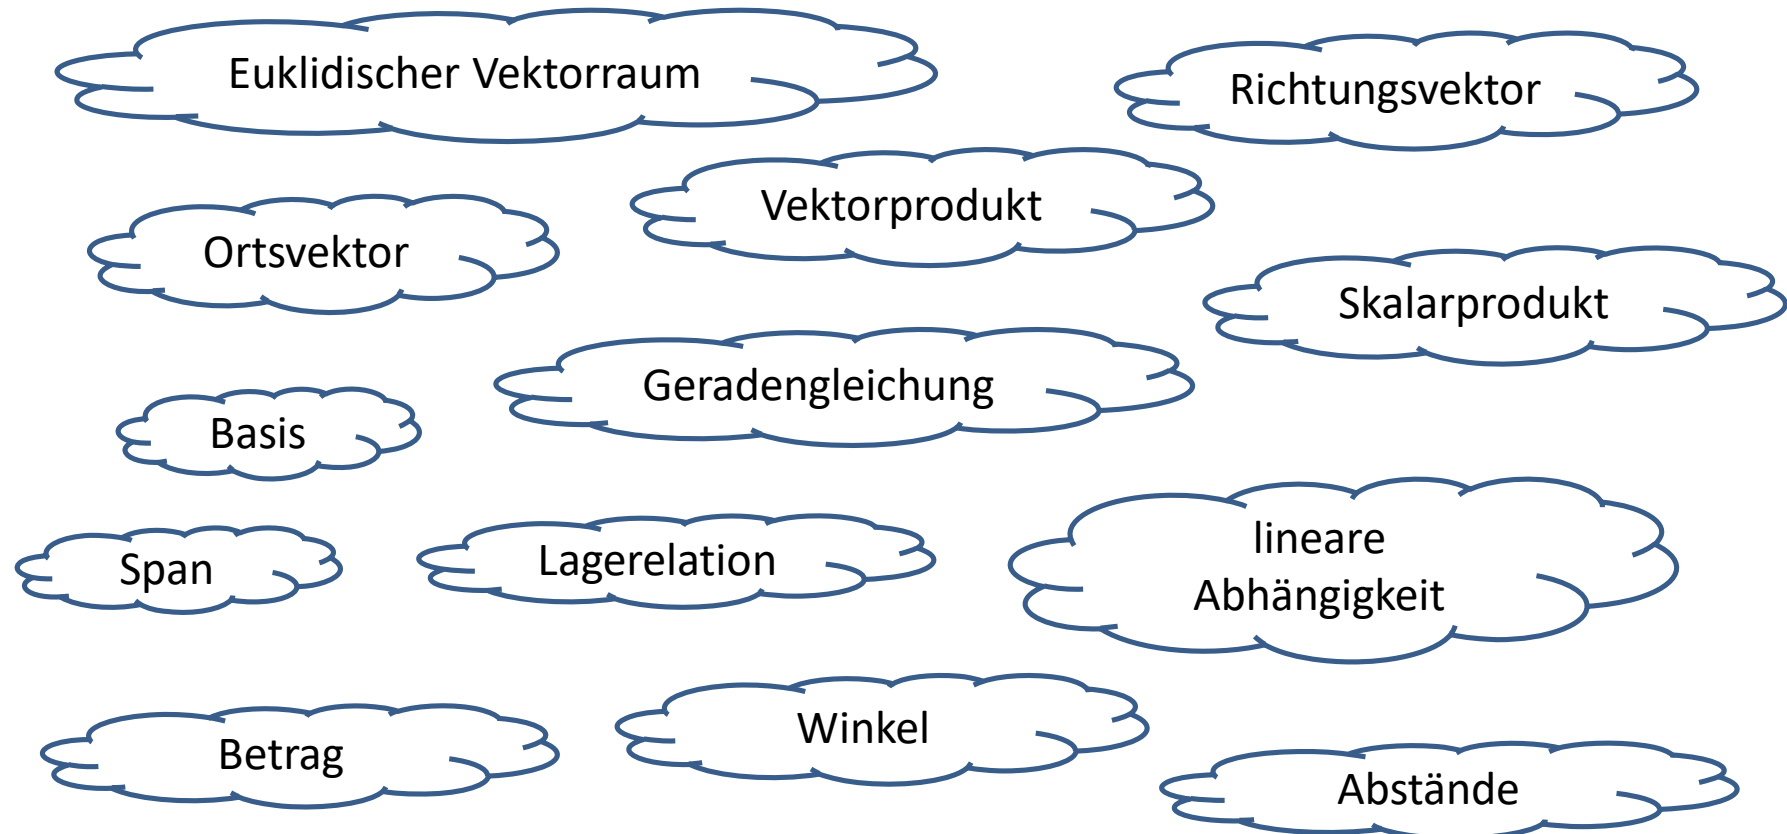 Euklidischer Vektorraum
Richtungsvektor
Vektorprodukt
Ortsvektor
Skalarprodukt
Geradengleichung
Basis
lineare
Abhängigkeit
Span
Lagerelation
Winkel
Betrag
Abstände